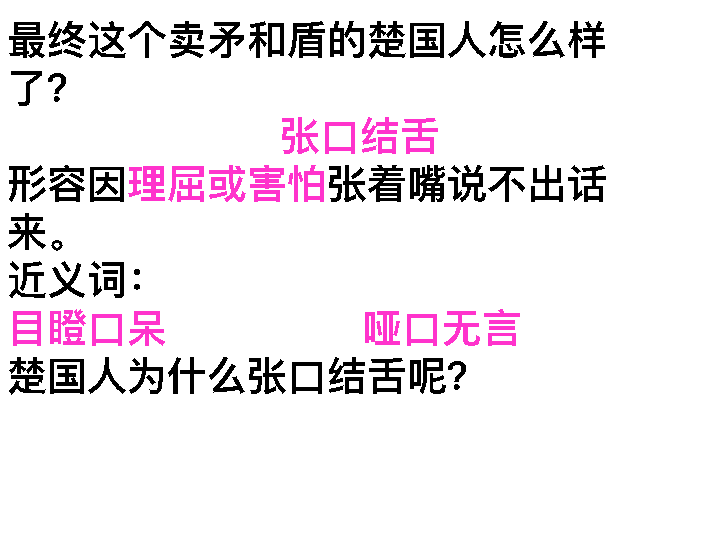 最终这个卖矛和盾的楚国人怎么样
了？
张口结舌
形容因理屈或害怕张着嘴说不出话
来。
近义词：
目瞪口呆 哑口无言
楚国人为什么张口结舌呢？